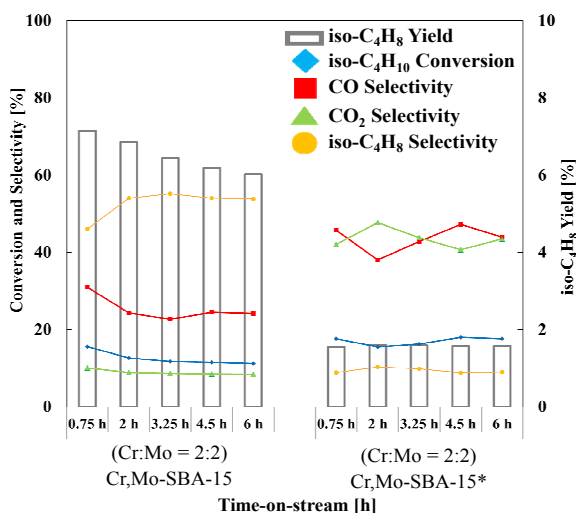 100
80
60
40
20
0
Conversion and Selectivity [%]
iso-C₄H₈ Yield
iso-C₄H₁₀ Conversion
CO Selectivity
CO₂ Selectivity
iso-C₄H₈ Selectivity
10
8
6
4
2
0
iso-C₄H₈ Yield [%]
0.75 h 2 h 3.25 h 4.5 h 6 h
0.75 h 2 h 3.25 h 4.5 h 6 h
(Cr:Mo = 2:2)
Cr,Mo-SBA-15
(Cr:Mo = 2:2)
Cr,Mo-SBA-15*
Time-on-stream [h]